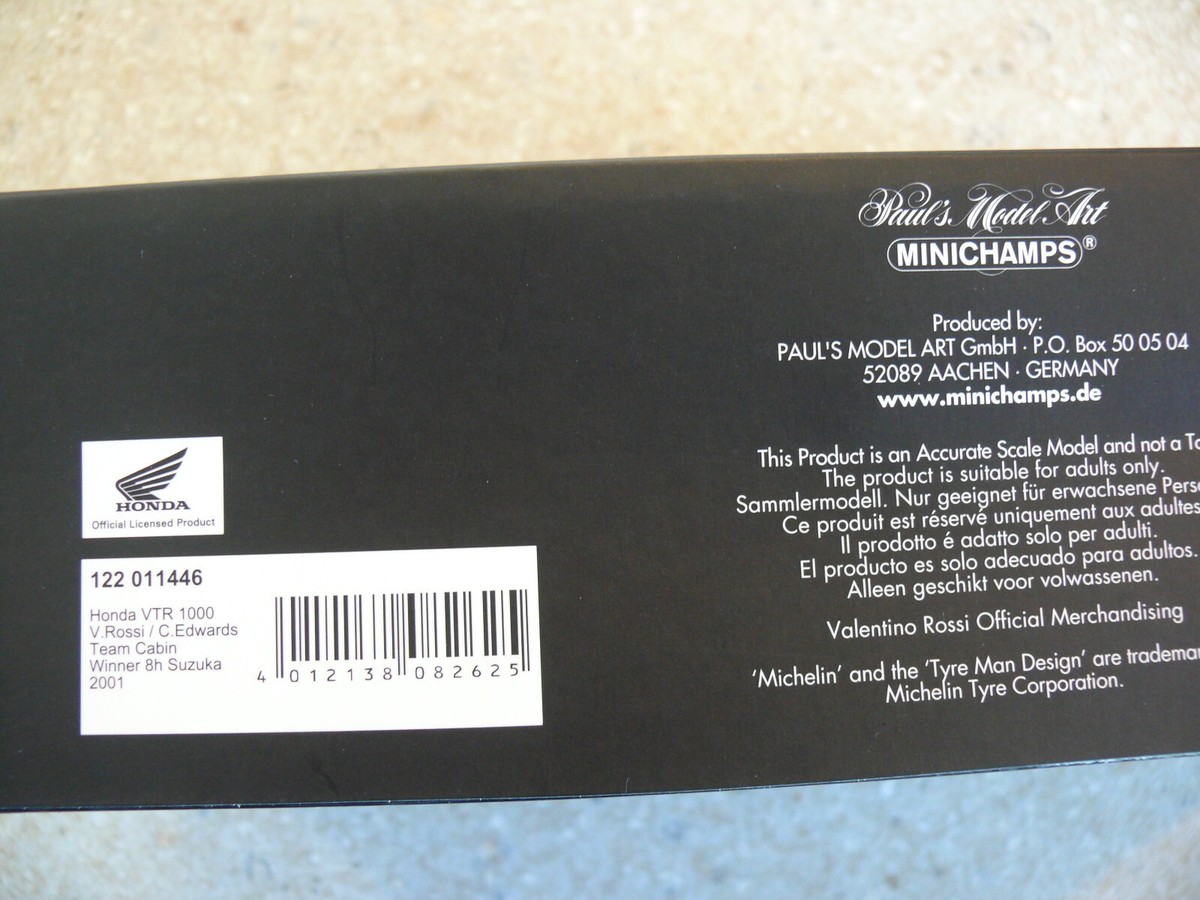 Paul's Model Art
MINICHAMPS®
Produced by:
PAUL'S MODEL ART GmbH · P.O. Box 50 05 04
52089 AACHEN · GERMANY
www.minichamps.de
This Product is an Accurate Scale Model and not a
The product is suitable for adults only.
Sammlermodell. Nur geeignet für erwachsene
Ce produit est réservé uniquement aux adultes
Il prodotto é adatto solo per adulti.
El producto es solo adecuado para adultos.
Alleen geschikt voor volwassenen.
Valentino Rossi Official Merchandising
'Michelin' and the 'Tyre Man Design' are
Michelin Tyre Corporation.
HONDA
Official Licensed Product
122 011446
Honda VTR 1000
V.Rossi / C.Edwards
Team Cabin
Winner 8h Suzuka
2001
4 012138 082625